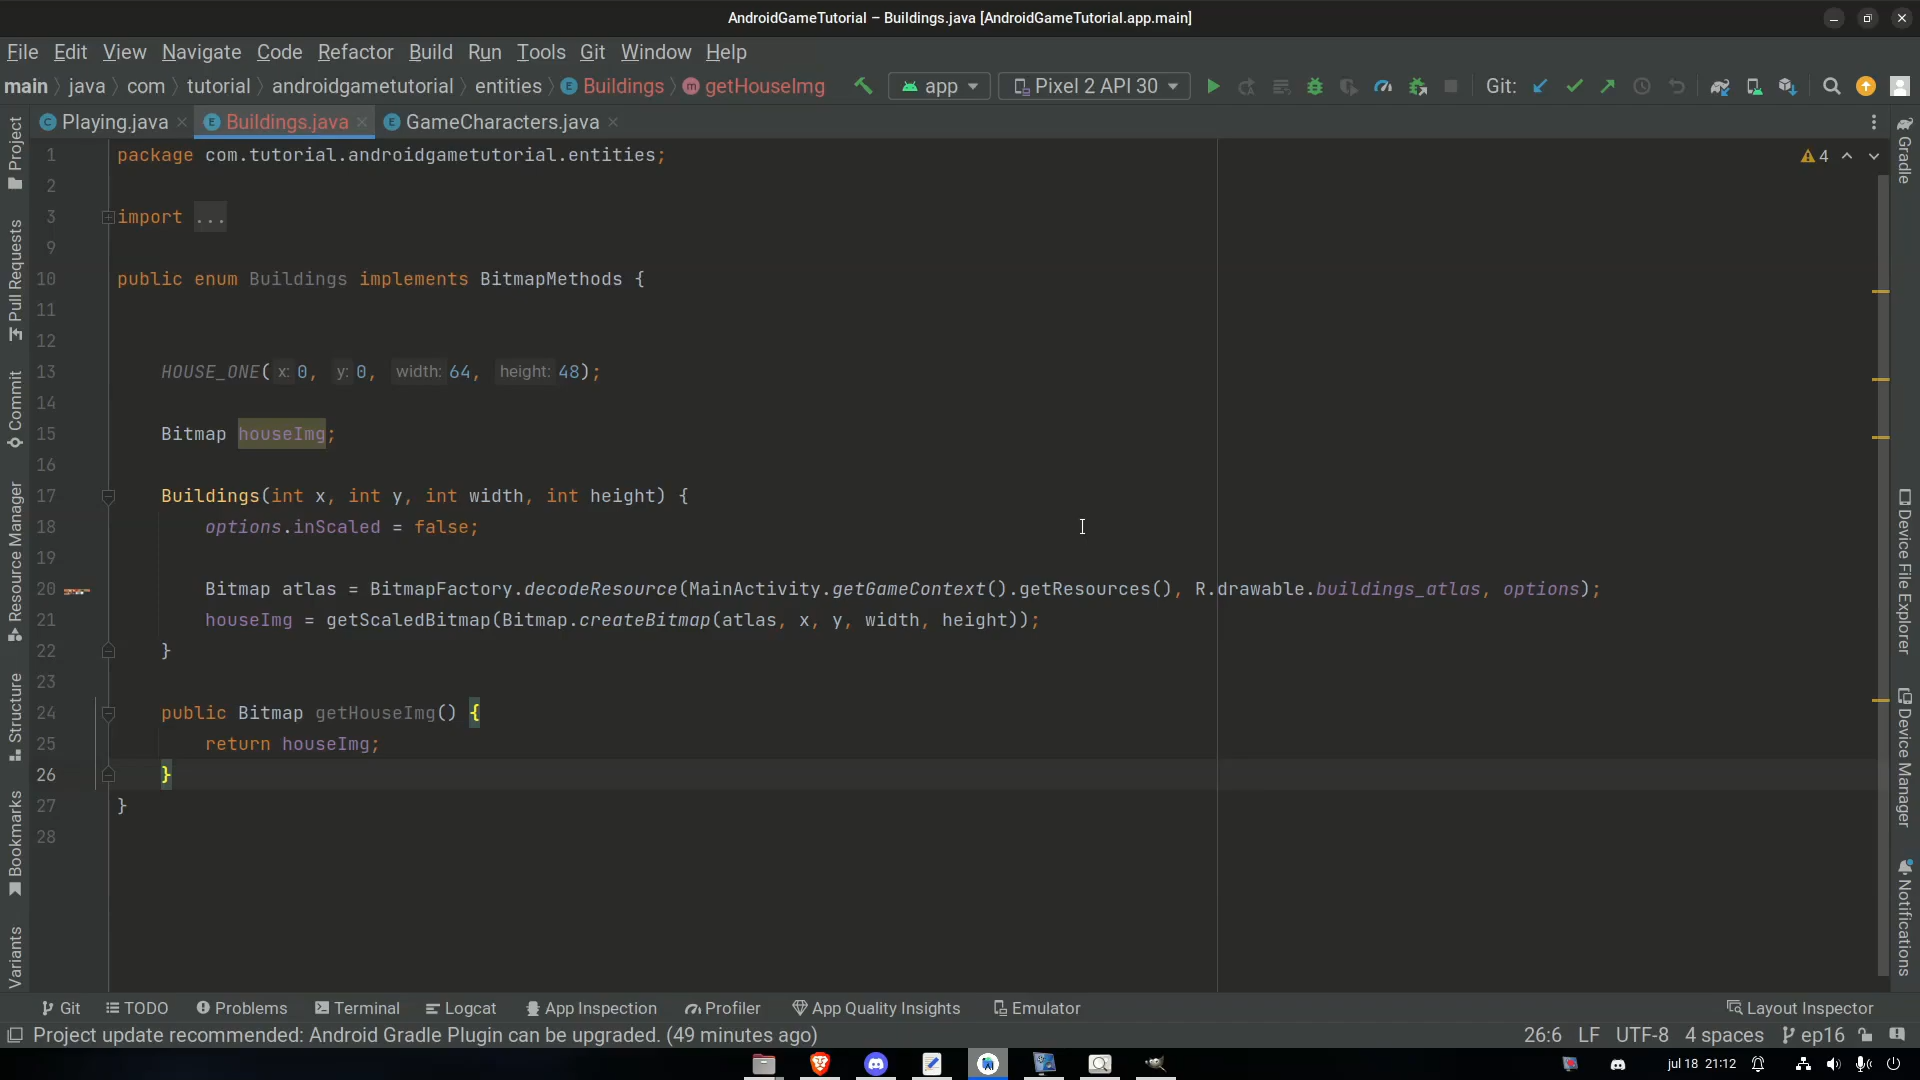 AndroidGameTutorial – Buildings.java [AndroidGameTutorial.app.main]
File Edit View Navigate Code Refactor Build Run Tools Git Window Help
main java com tutorial androidgametutorial entities Buildings getHouseImg app Pixel 2 API 30 Git:
Playing.java Buildings.java GameCharacters.java
1 package com.tutorial.androidgametutorial.entities;
4
2
3 import ...
9
10 public enum Buildings implements BitmapMethods {
11
12
13 HOUSE_ONE( x: 0, y: 0, width: 64, height: 48);
14
15 Bitmap houseImg;
16
17 Buildings(int x, int y, int width, int height) {
18 options.inScaled = false;
19
20 Bitmap atlas = BitmapFactory.decodeResource(MainActivity.getGameContext().getResources(), R.drawable.buildings_atlas, options);
21 houseImg = getScaledBitmap(Bitmap.createBitmap(atlas, x, y, width, height));
22 }
23
24 public Bitmap getHouseImg() {
25 return houseImg;
26 }
27 }
28
Project
Pull Requests
Commit
Resource Manager
Structure
Bookmarks
Variants
Gradle
Device File Explorer
Device Manager
Notifications
Git TODO Problems Terminal Logcat App Inspection Profiler App Quality Insights Emulator Layout Inspector
Project update recommended: Android Gradle Plugin can be upgraded. (49 minutes ago) 26:6 LF UTF-8 4 spaces ep16
jul 18 21:12